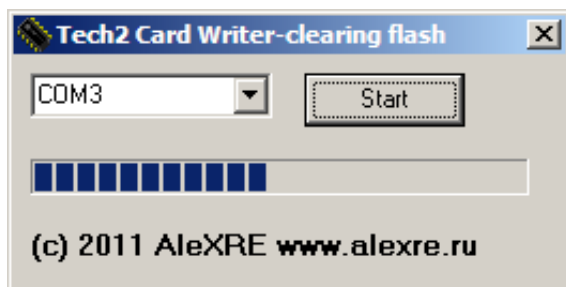 Tech2 Card Writer-clearing flash
COM3
Start
(c) 2011 AleXRE www.alexre.ru